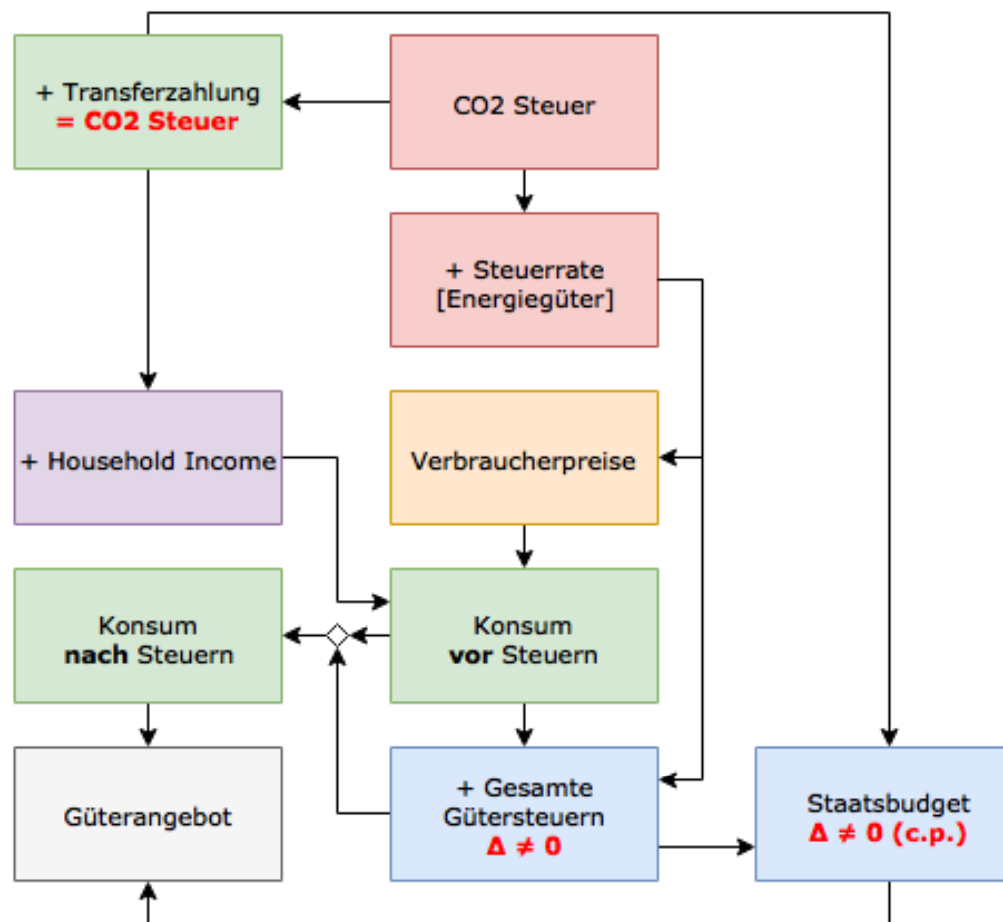 + Transferzahlung
= CO2 Steuer
CO2 Steuer
+ Steuerrate
[Energiegüter]
+ Household Income
Verbraucherpreise
Konsum
nach Steuern
Konsum
vor Steuern
Güterangebot
+ Gesamte
Gütersteuern
Δ ≠ 0
Staatsbudget
Δ ≠ 0 (c.p.)